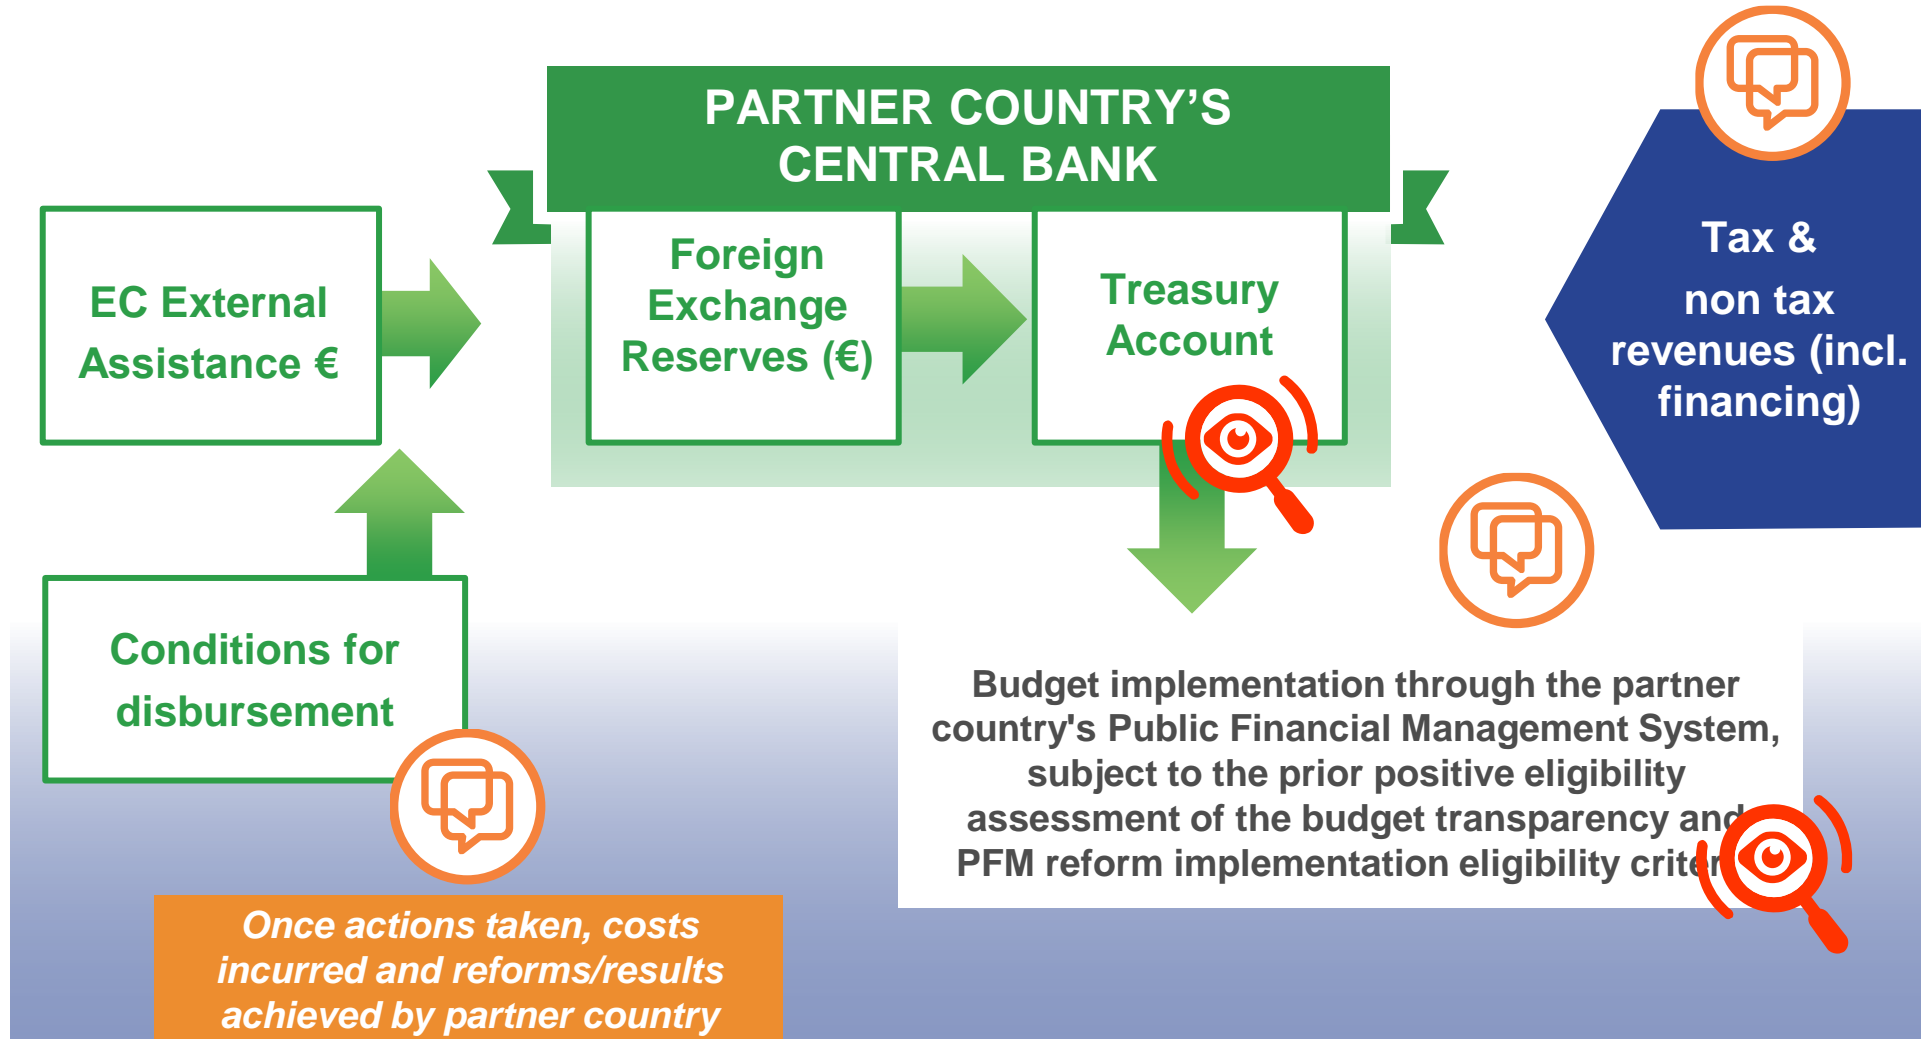 PARTNER COUNTRY'S
CENTRAL BANK
EC External
Assistance €
Foreign
Exchange
Reserves (€)
Treasury
Account
Tax &
non tax
revenues (incl.
financing)
Conditions for
disbursement
Budget implementation through the partner
country's Public Financial Management System,
subject to the prior positive eligibility
assessment of the budget transparency and
PFM reform implementation eligibility
Once actions taken, costs
incurred and reforms/results
achieved by partner country